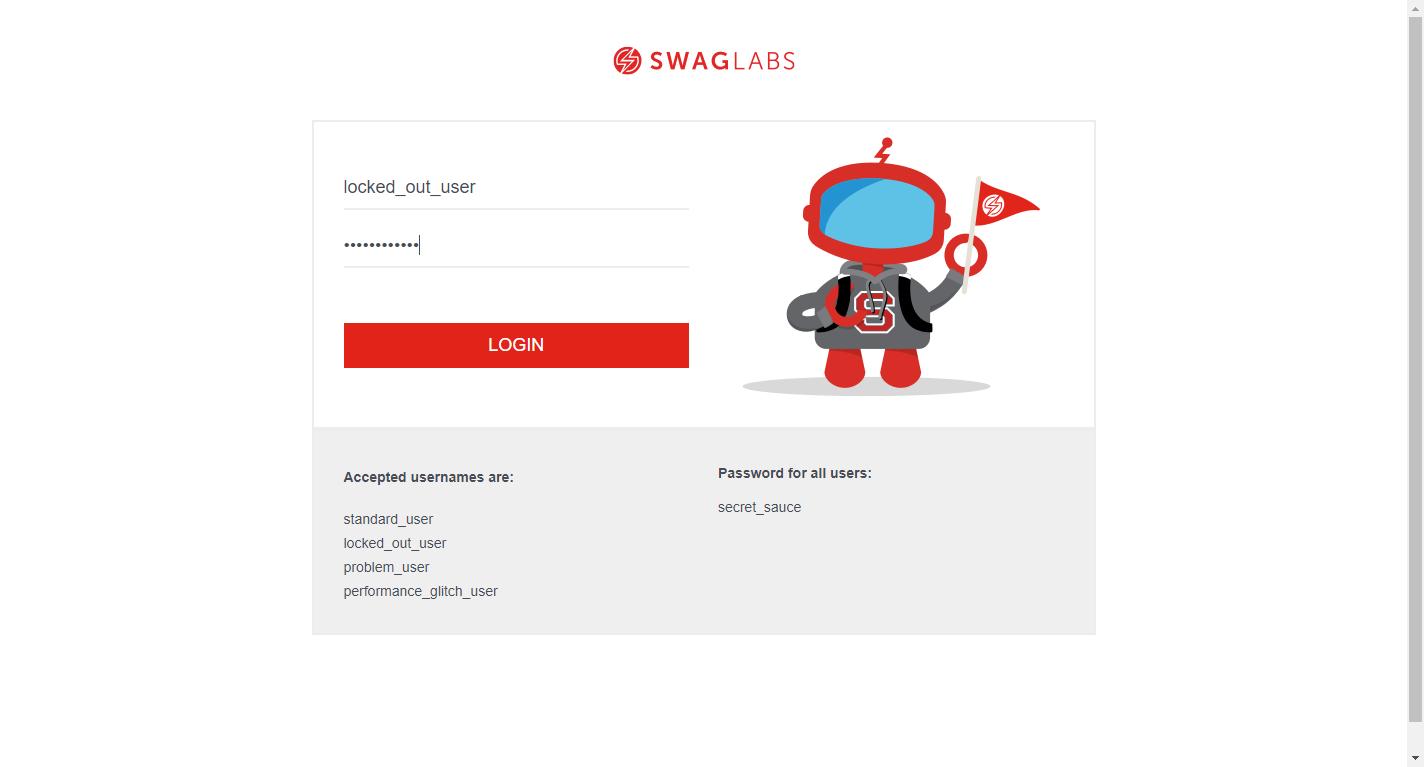 SWAGLABS
locked_out_user
••••••••••••
LOGIN
S
Accepted usernames are:
standard_user
locked_out_user
problem_user
performance_glitch_user
Password for all users:
secret_sauce